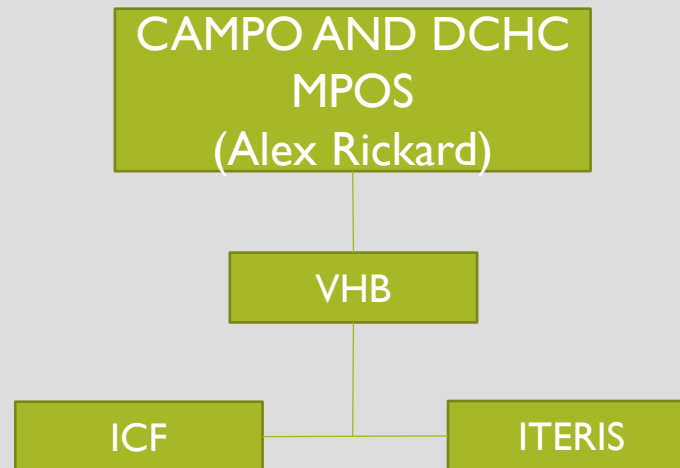 CAMPO AND DCHC
MPOS
(Alex Rickard)
VHB
ICF
ITERIS